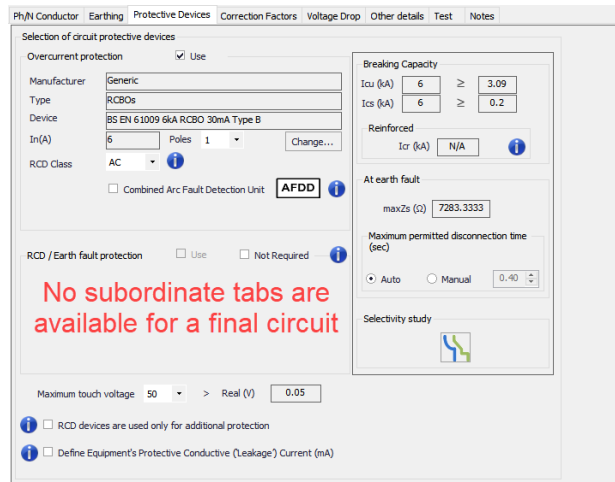 Ph/N Conductor Earthing Protective Devices Correction Factors Voltage Drop Other details Test Notes
Selection of circuit protective devices
Overcurrent protection Use
Manufacturer Generic
Type RCBOs
Device BS EN 61009 6kA RCBO 30mA Type B
In(A) 6 Poles 1 Change...
RCD Class AC
Combined Arc Fault Detection Unit AFDD
RCD / Earth fault protection Use Not Required
No subordinate tabs are
available for a final circuit
Breaking Capacity
Icu (kA) 6 ≥ 3.09
Ics (kA) 6 ≥ 0.2
Reinforced
Icr (kA) N/A
At earth fault
maxZs (Ω) 7283.3333
Maximum permitted disconnection time
(sec)
Auto Manual 0.40
Selectivity study
Maximum touch voltage 50 > Real (V) 0.05
RCD devices are used only for additional protection
Define Equipment's Protective Conductive ('Leakage') Current (mA)